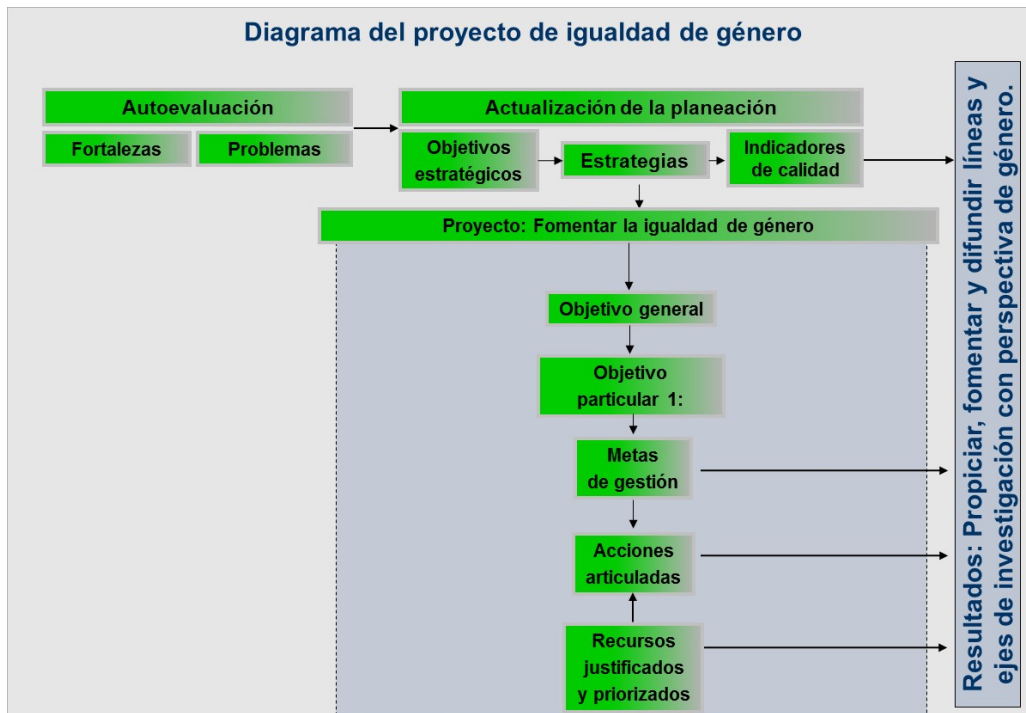 Diagrama del proyecto de igualdad de género
Autoevaluación
Fortalezas
Problemas
Actualización de la planeación
Objetivos
estratégicos
Estrategias
Indicadores
de calidad
Proyecto: Fomentar la igualdad de género
Objetivo general
Objetivo
particular 1:
Metas
de gestión
Acciones
articuladas
Recursos
justificados
y priorizados
Resultados: Propiciar, fomentar y difundir líneas y
ejes de investigación con perspectiva de género.